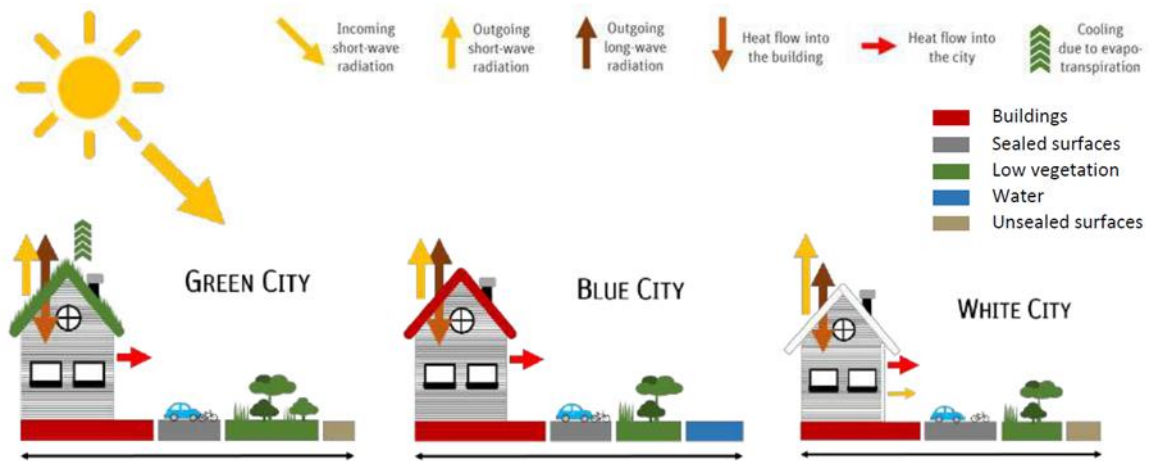 Incoming
short-wave
radiation
Outgoing
short-wave
radiation
Outgoing
long-wave
radiation
Heat flow into
the building
Heat flow into
the city
Cooling
due to evapo-
transpiration
Buildings
Sealed surfaces
Low vegetation
Water
Unsealed surfaces
GREEN CITY
BLUE CITY
WHITE CITY